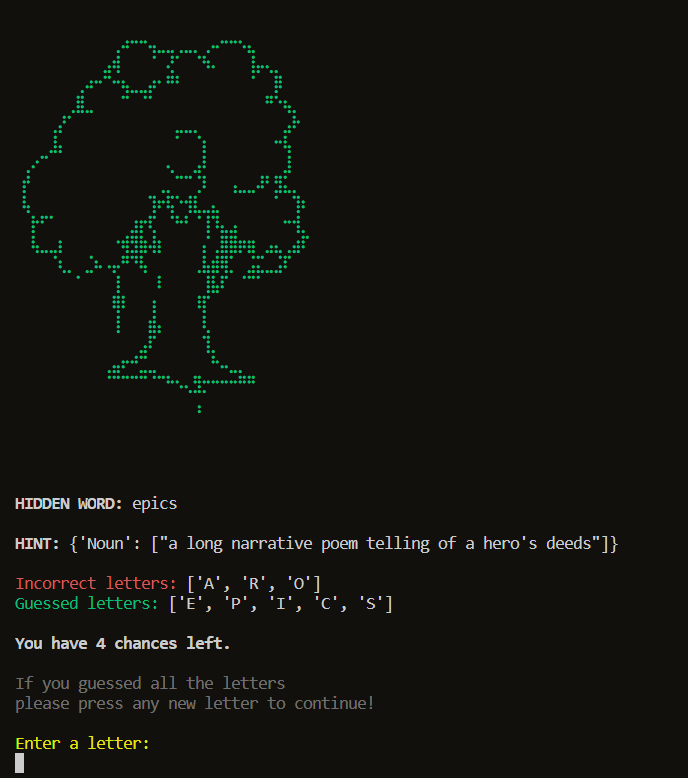 HIDDEN WORD: epics
HINT: {'Noun': ["a long narrative poem telling of a hero's deeds"]}
Incorrect letters: ['A', 'R', 'O']
Guessed letters: ['E', 'P', 'I', 'C', 'S']
You have 4 chances left.
If you guessed all the letters
please press any new letter to continue!
Enter a letter: